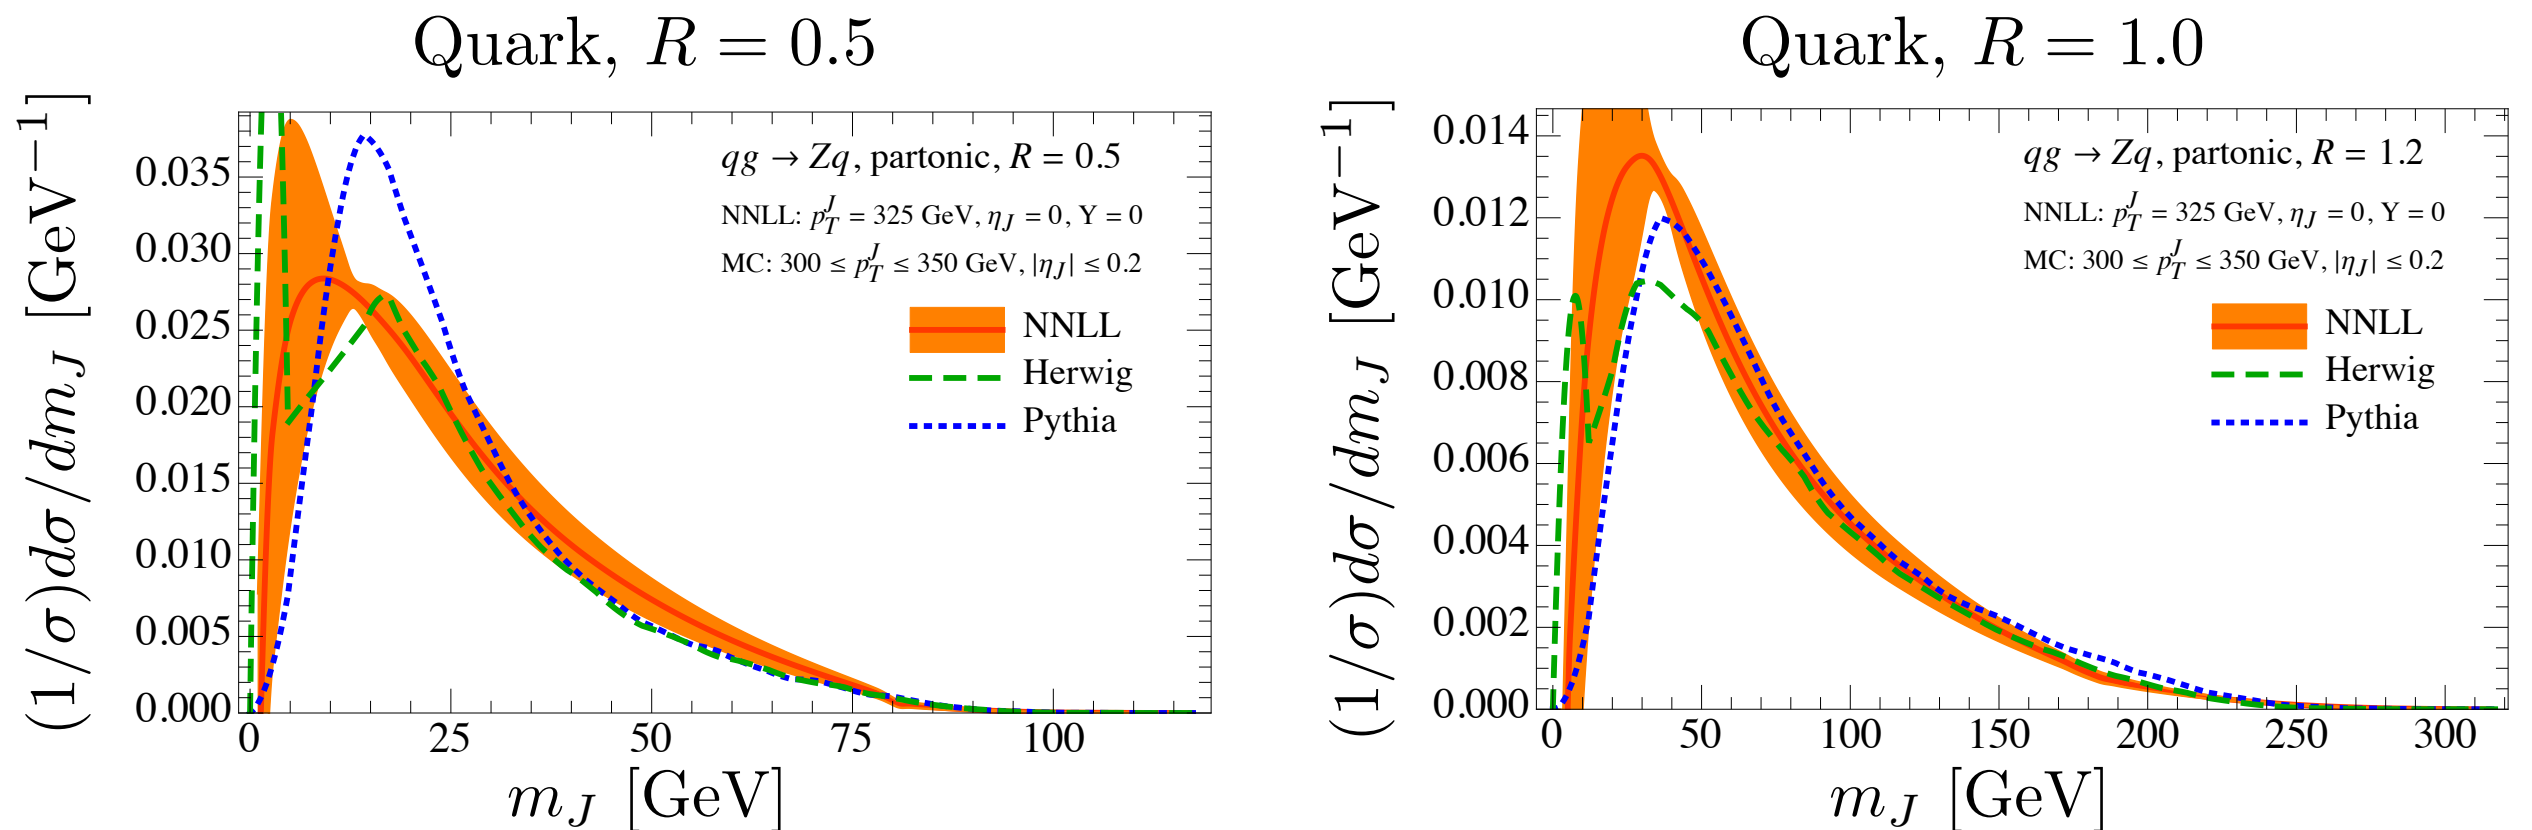 Quark, R = 0.5
(1/σ)dσ/dm_J [GeV⁻¹]
0.035
0.030
0.025
0.020
0.015
0.010
0.005
0.000
qg → Zq, partonic, R = 0.5
NNLL: p_T^J = 325 GeV, η_J = 0, Y = 0
MC: 300 ≤ p_T^J ≤ 350 GeV, |η_J| ≤ 0.2
NNLL
Herwig
Pythia
0 25 50 75 100
m_J [GeV]
Quark, R = 1.0
(1/σ)dσ/dm_J [GeV⁻¹]
0.014
0.012
0.010
0.008
0.006
0.004
0.002
0.000
qg → Zq, partonic, R = 1.2
NNLL: p_T^J = 325 GeV, η_J = 0, Y = 0
MC: 300 ≤ p_T^J ≤ 350 GeV, |η_J| ≤ 0.2
NNLL
Herwig
Pythia
0 50 100 150 200 250 300
m_J [GeV]